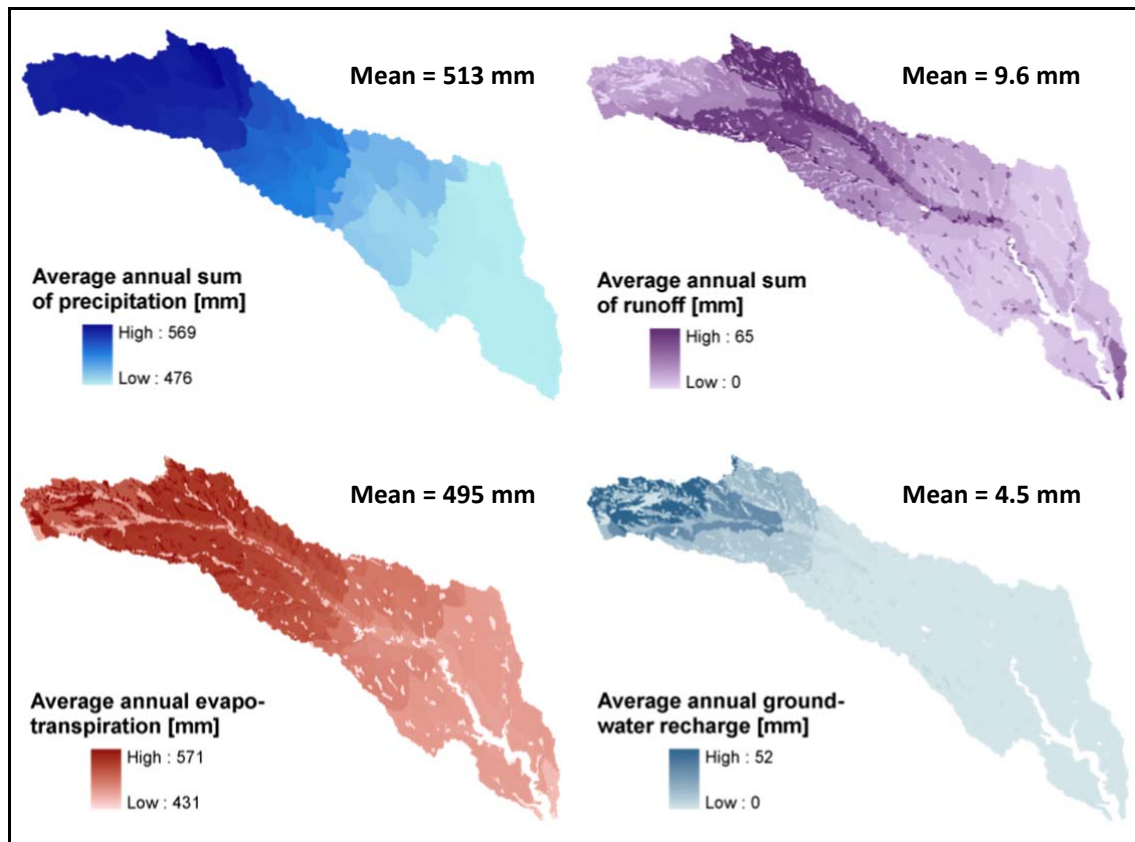 Mean = 513 mm
Average annual sum
of precipitation [mm]
High : 569
Low : 476
Mean = 9.6 mm
Average annual sum
of runoff [mm]
High : 65
Low : 0
Mean = 495 mm
Average annual evapo-
transpiration [mm]
High : 571
Low : 431
Mean = 4.5 mm
Average annual ground-
water recharge [mm]
High : 52
Low : 0